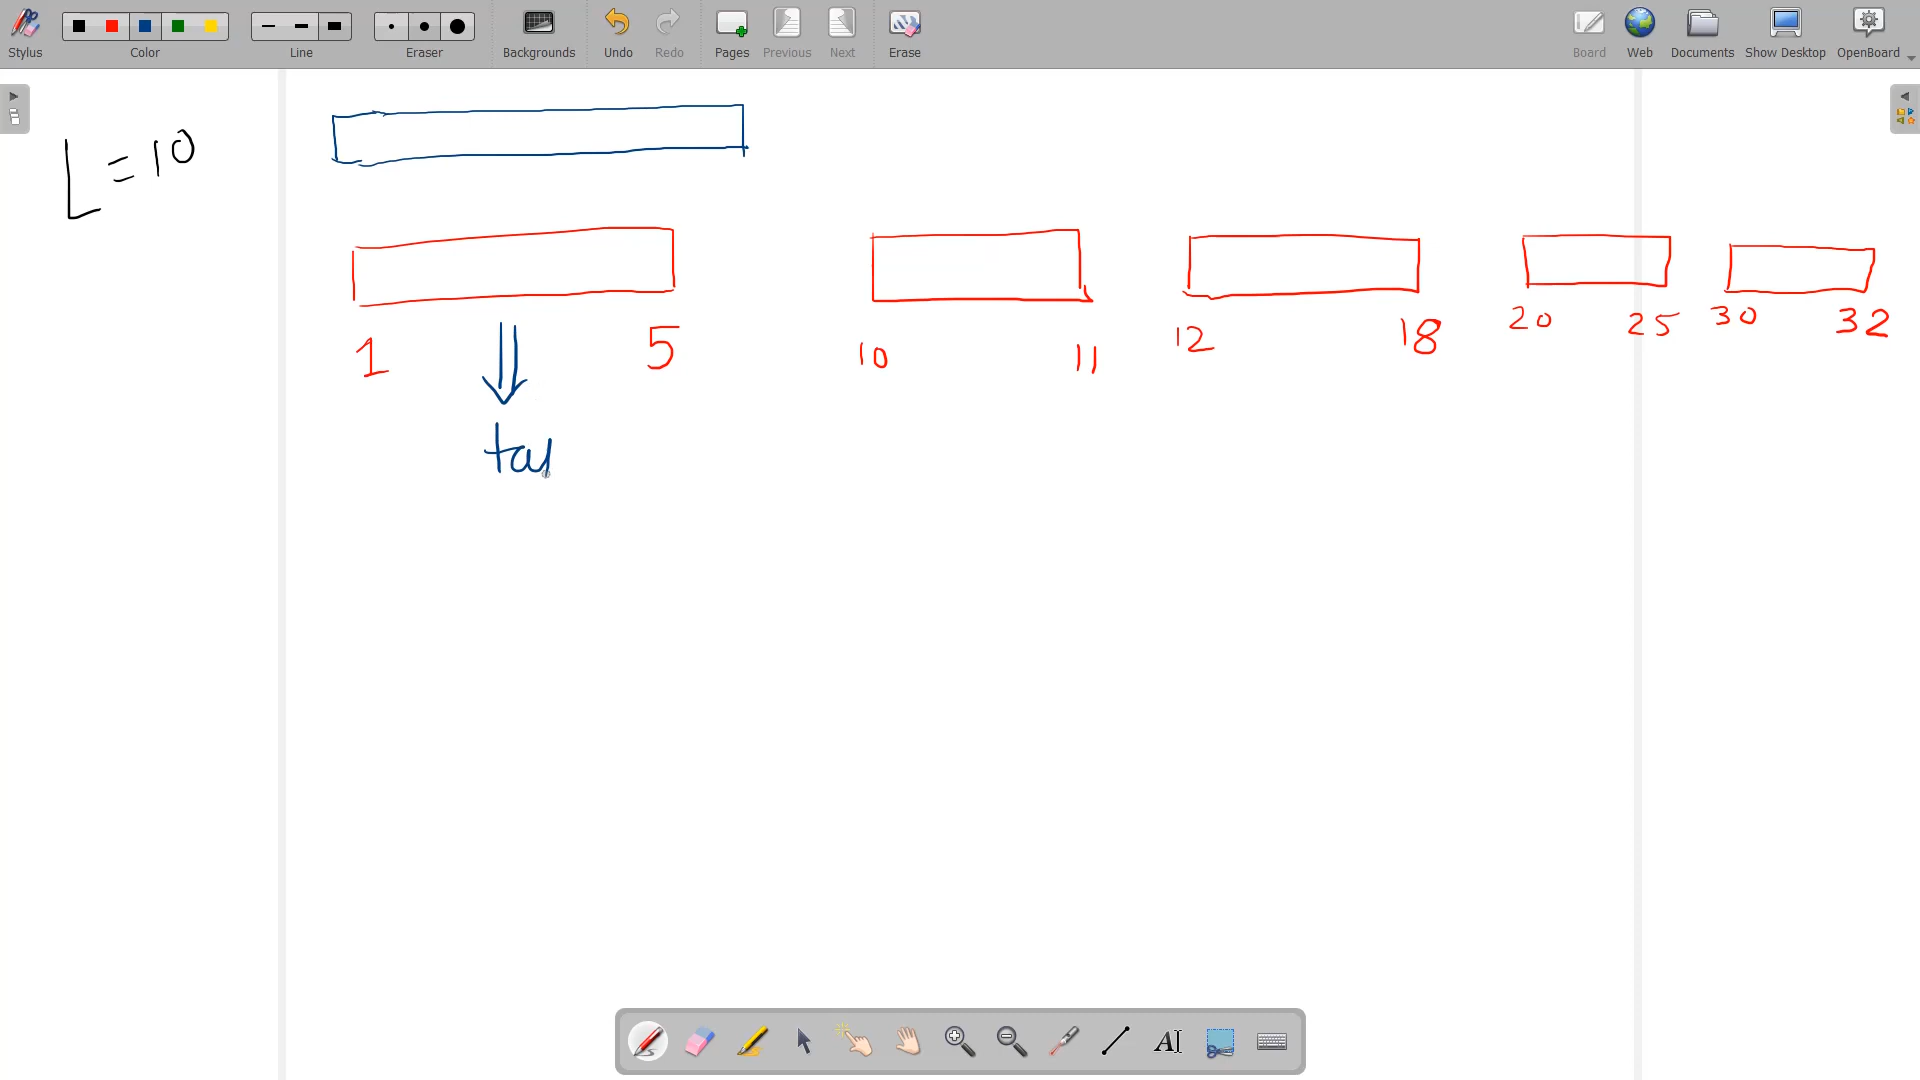 Stylus Color Line Eraser Backgrounds Undo Redo Pages Previous Next Erase Board Web Documents Show Desktop OpenBoard
L = 10
1 5 10 11 12 18 20 25 30 32
AI